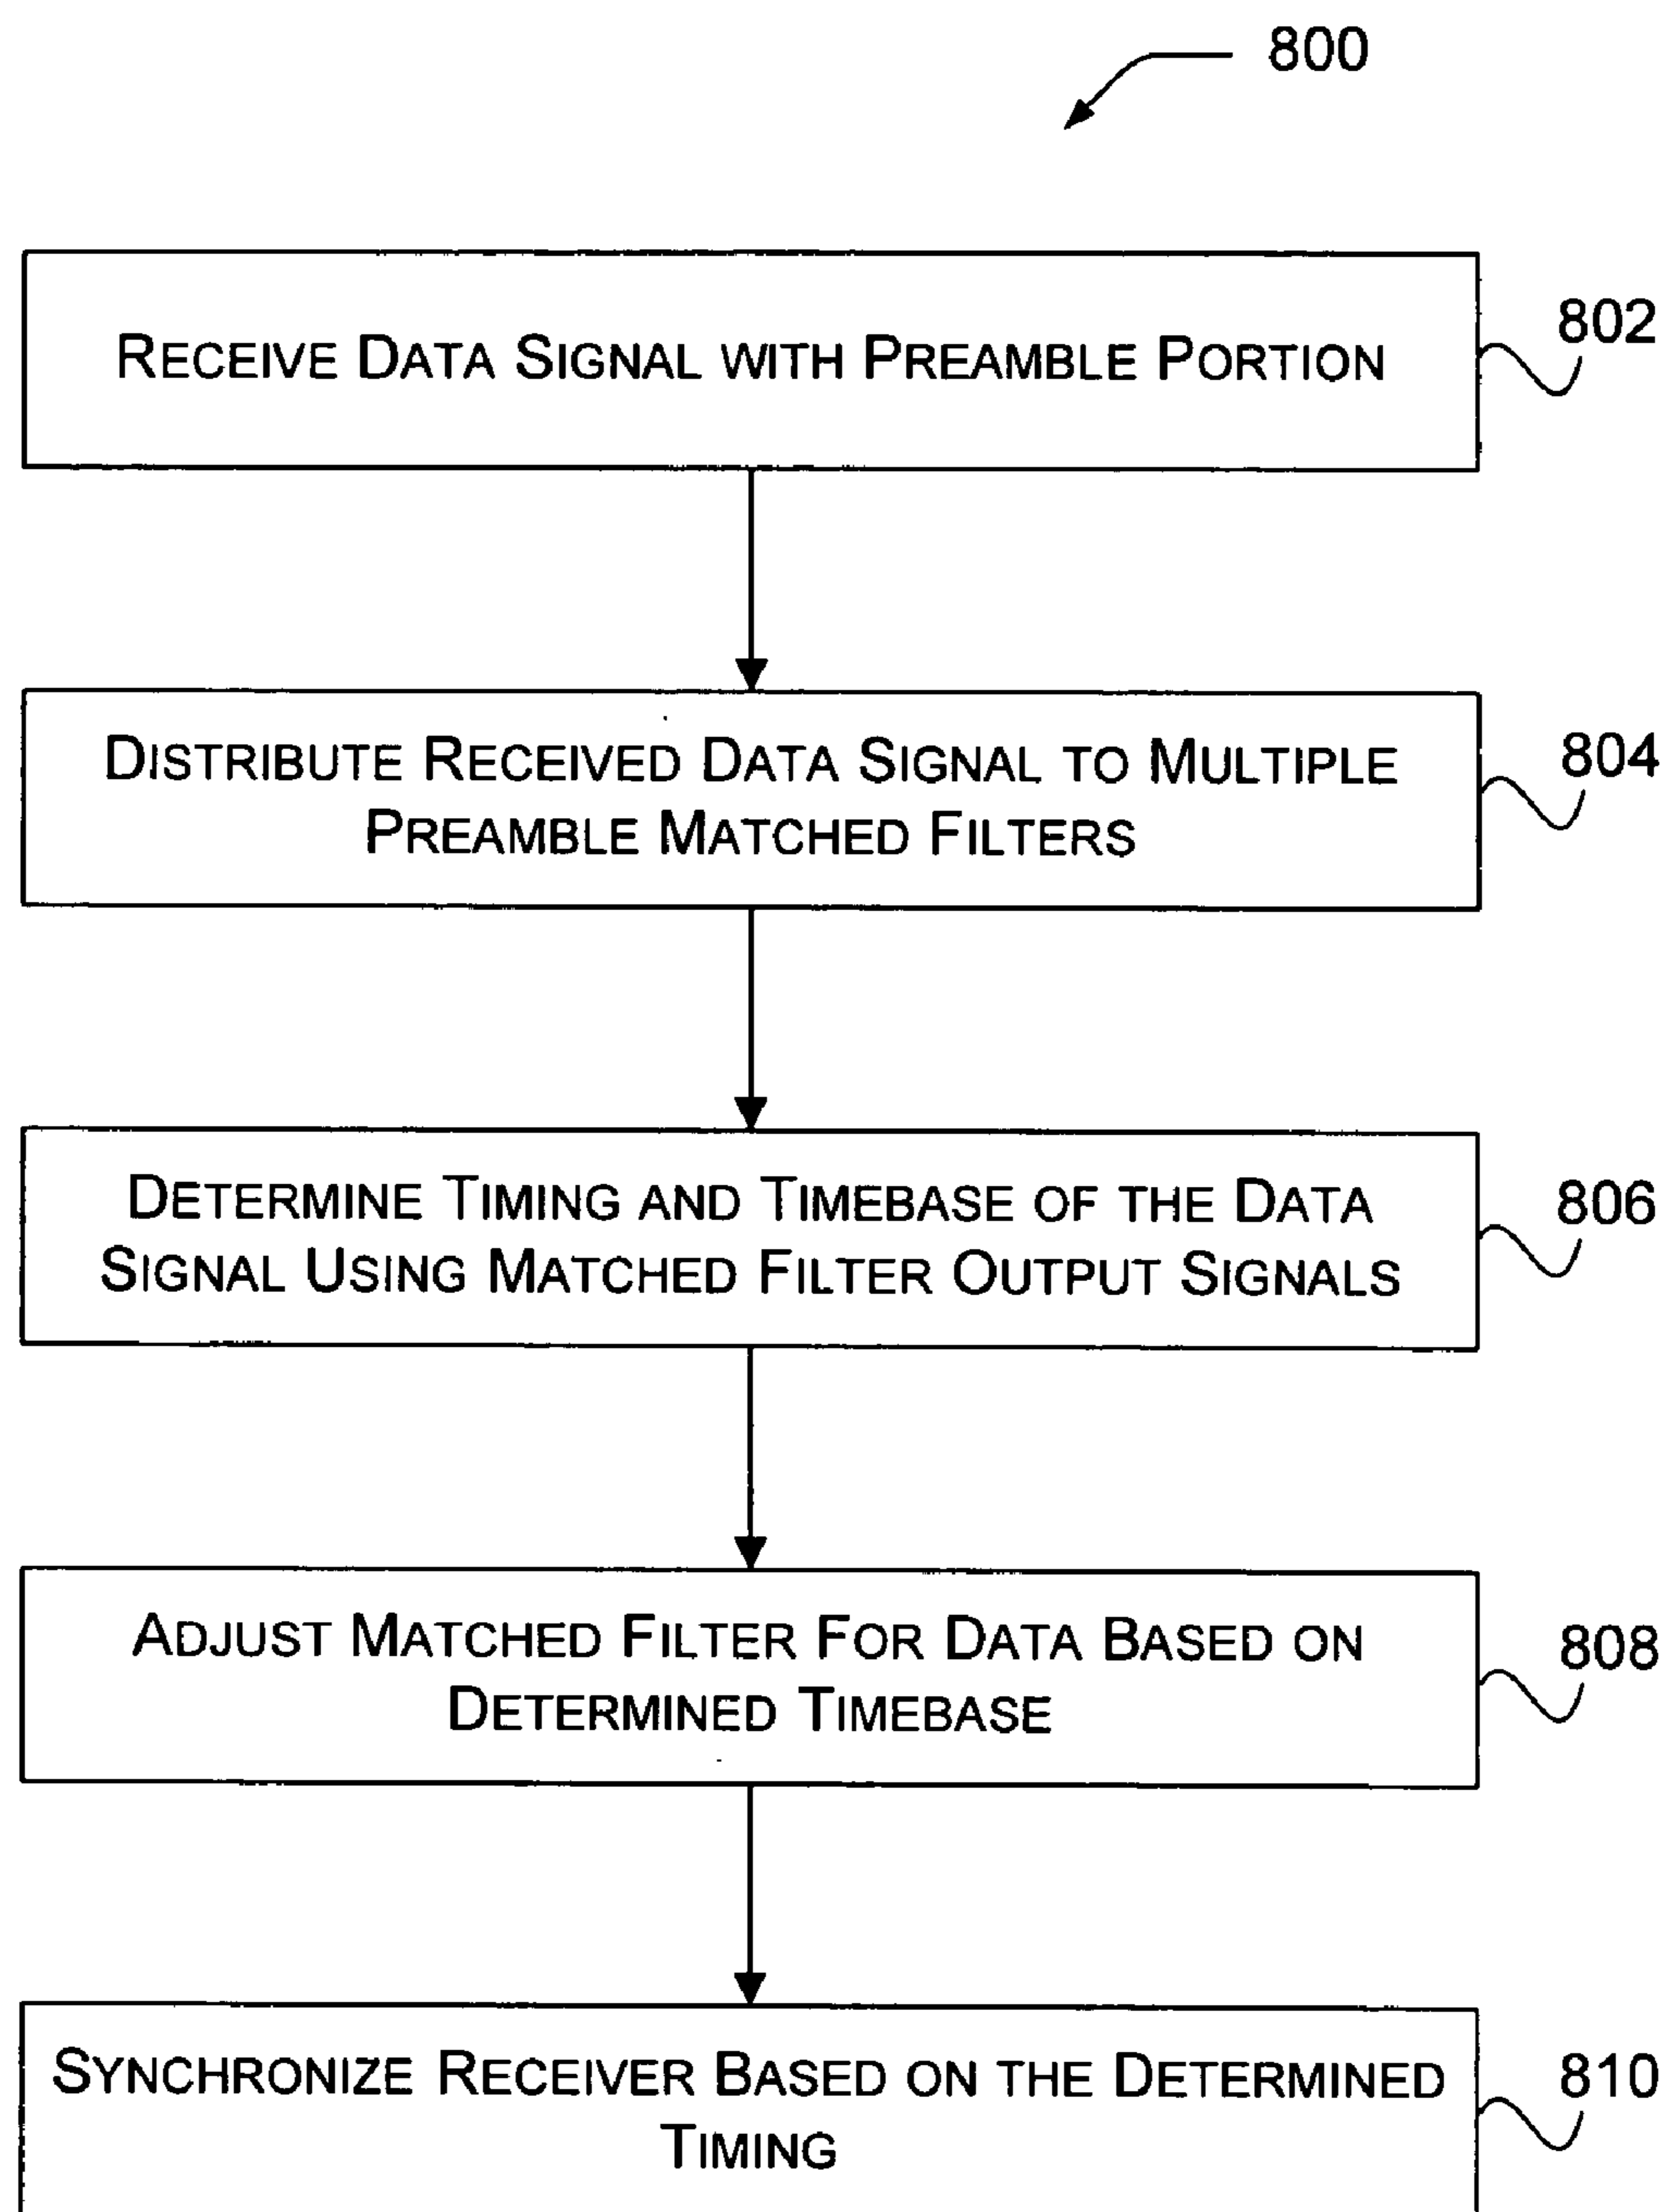 800
RECEIVE DATA SIGNAL WITH PREAMBLE PORTION
802
DISTRIBUTE RECEIVED DATA SIGNAL TO MULTIPLE
PREAMBLE MATCHED FILTERS
804
DETERMINE TIMING AND TIMEBASE OF THE DATA
SIGNAL USING MATCHED FILTER OUTPUT SIGNALS
806
ADJUST MATCHED FILTER FOR DATA BASED ON
DETERMINED TIMEBASE
808
SYNCHRONIZE RECEIVER BASED ON THE DETERMINED
TIMING
810